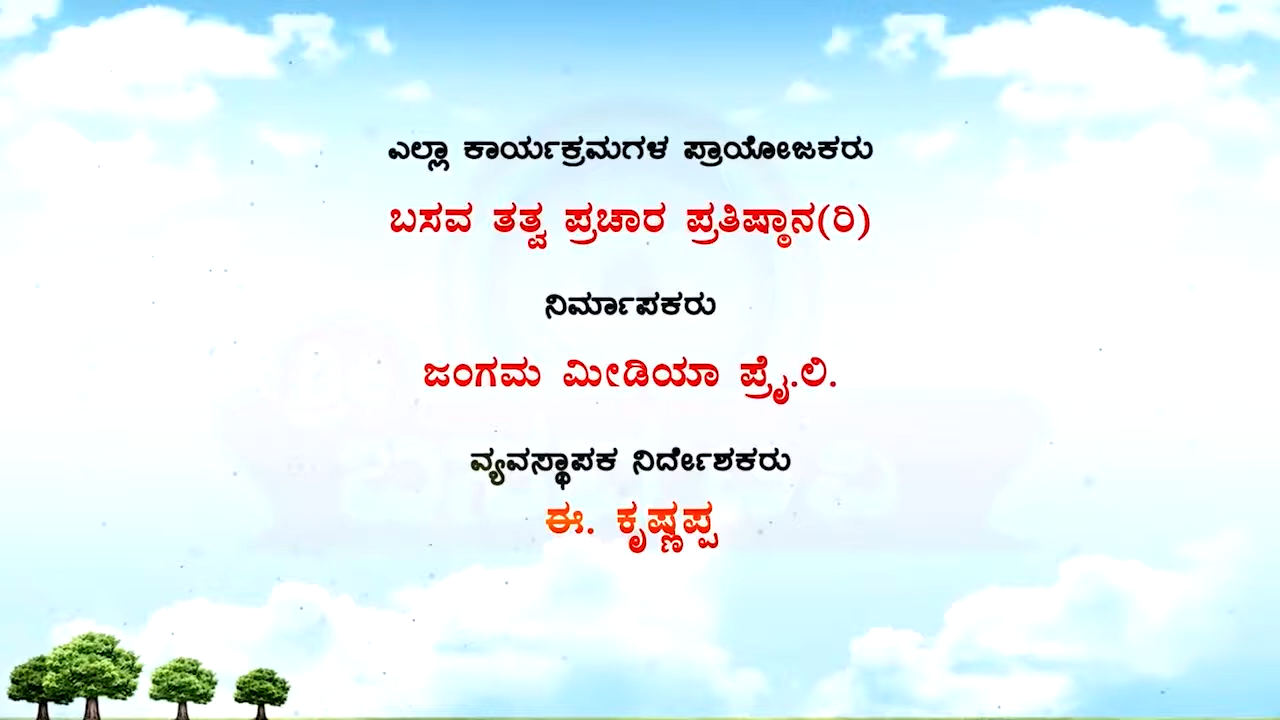 ಎಲ್ಲಾ ಕಾರ್ಯಕ್ರಮಗಳ ಪ್ರಾಯೋಜಕರು
ಬಸವ ತತ್ವ ಪ್ರಚಾರ ಪ್ರತಿಷ್ಠಾನ(ರಿ)
ನಿರ್ಮಾಪಕರು
ಜಂಗಮ ಮೀಡಿಯಾ ಪ್ರೈ.ಲಿ.
ವ್ಯವಸ್ಥಾಪಕ ನಿರ್ದೇಶಕರು
ಈ. ಕೃಷ್ಣಪ್ಪ